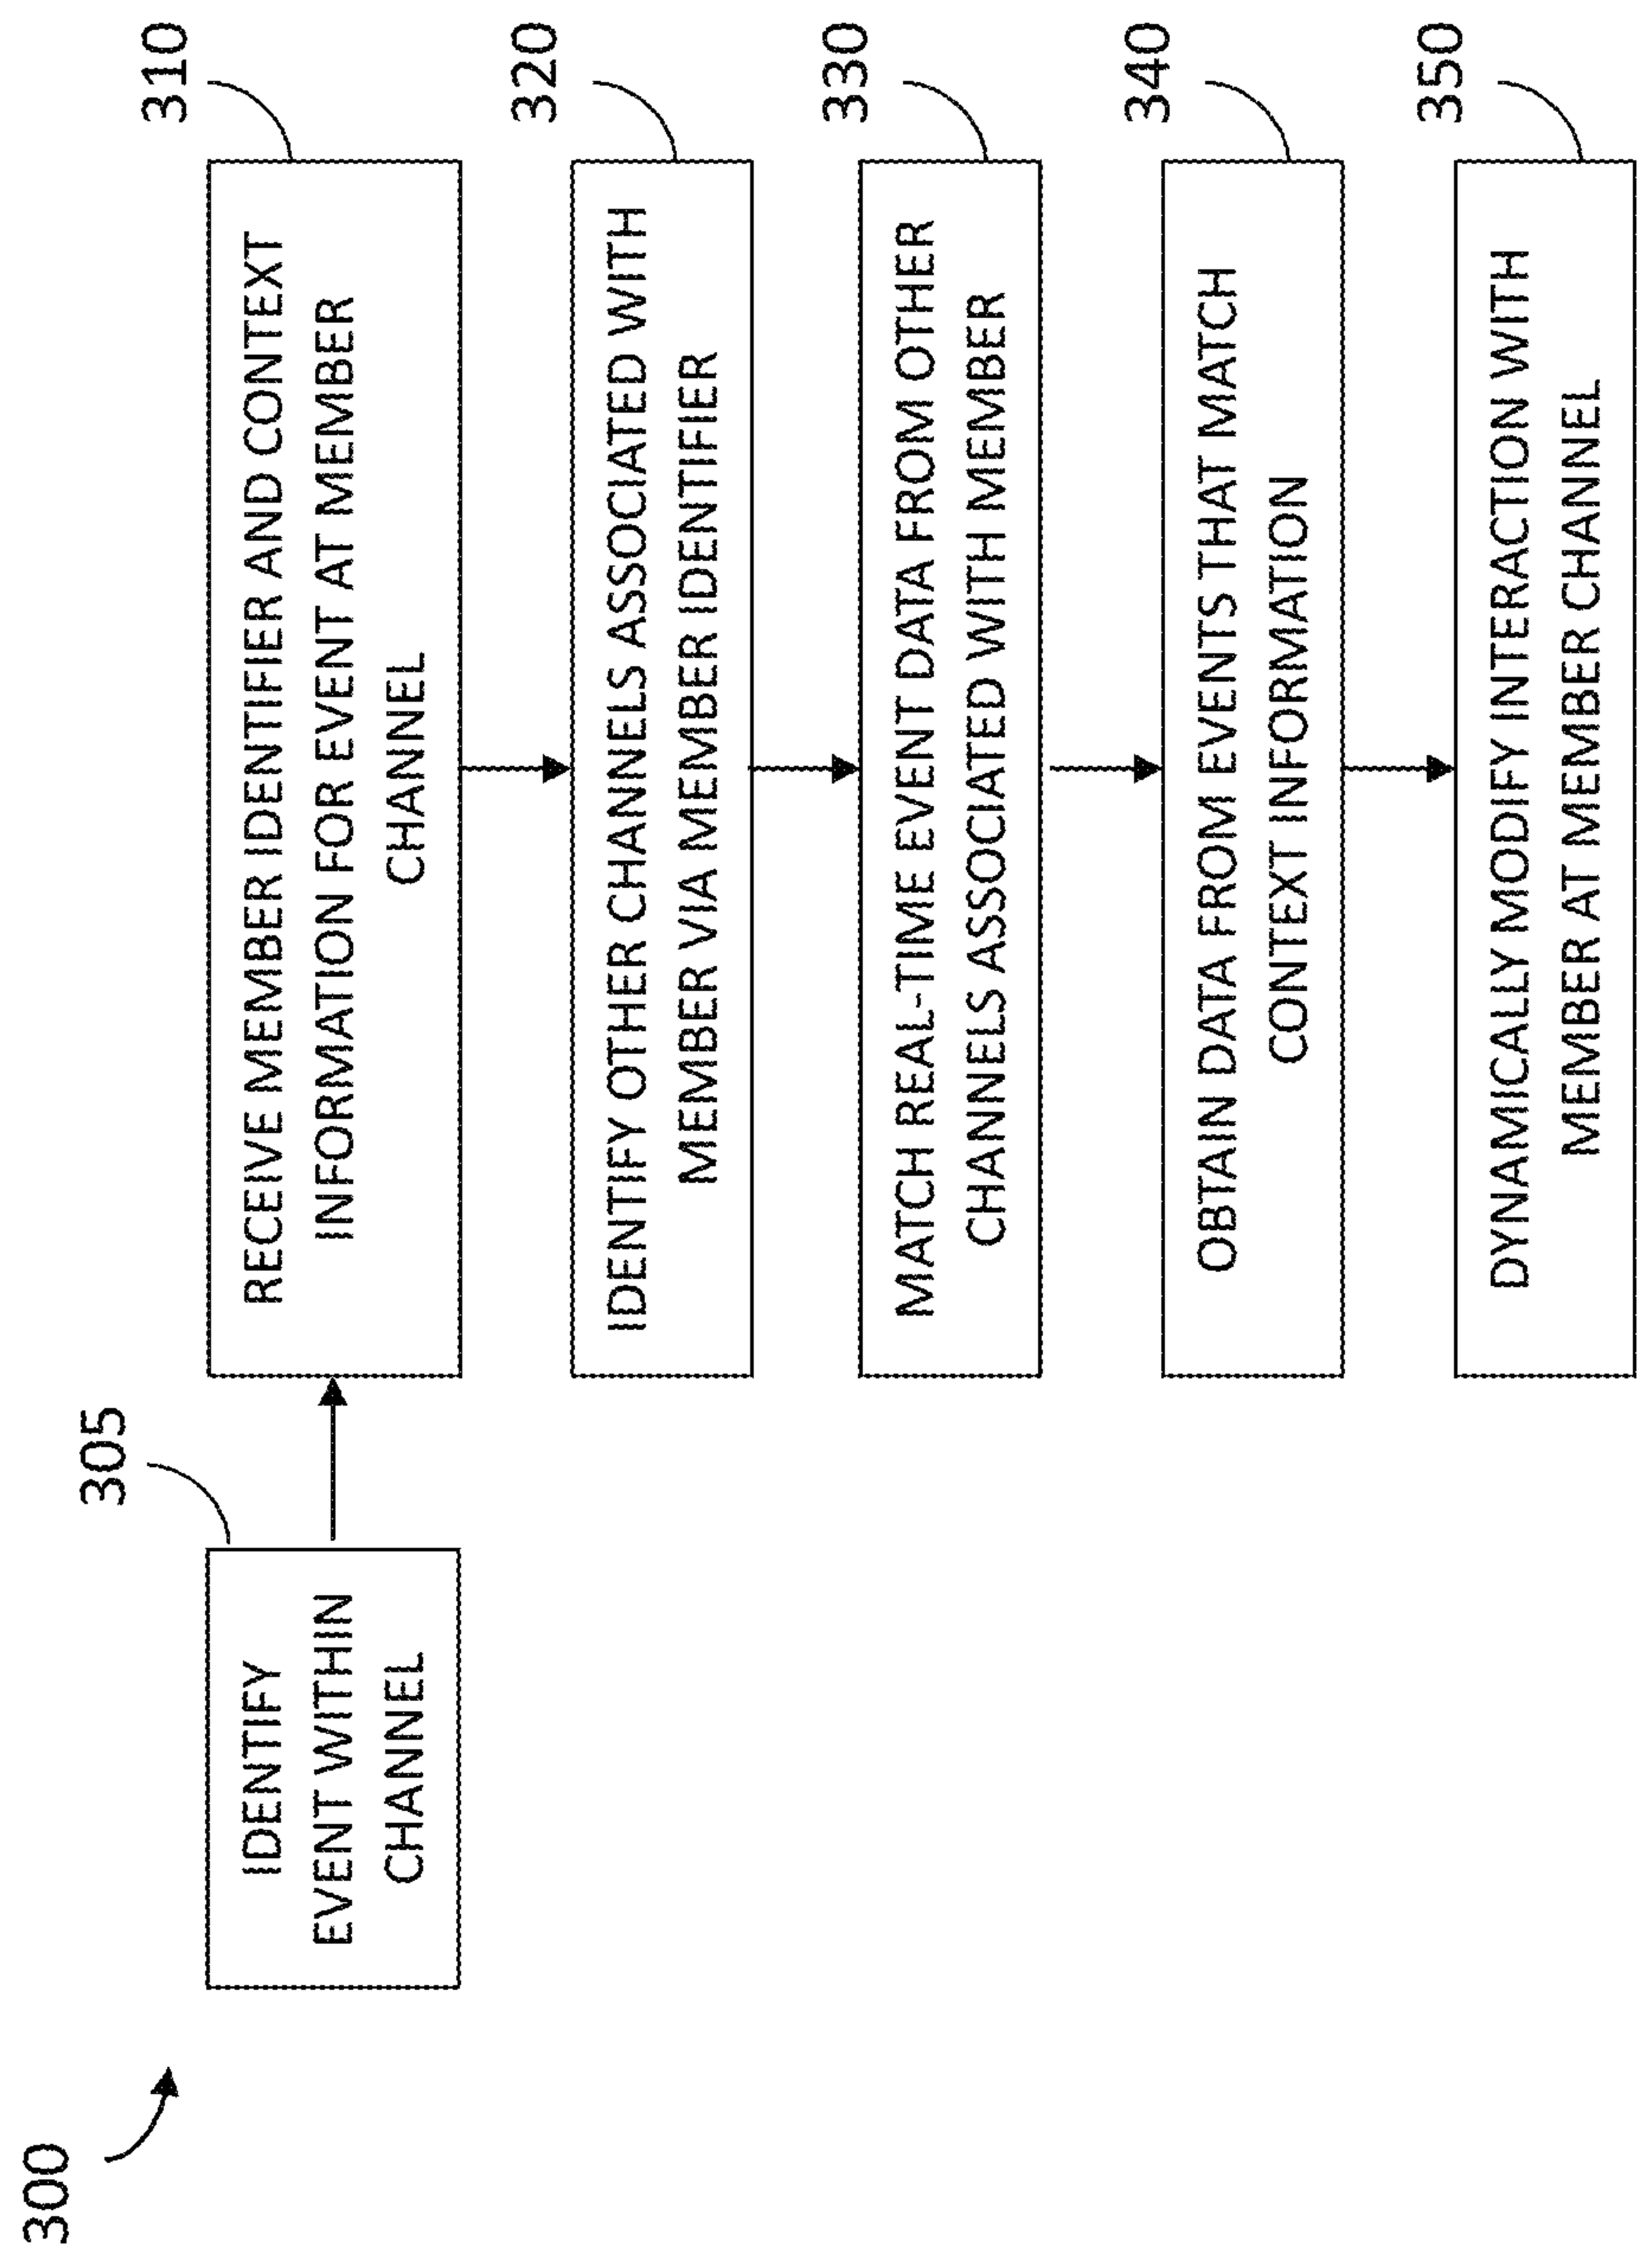 300
305
IDENTIFY
EVENT WITHIN
CHANNEL
310
RECEIVE MEMBER IDENTIFIER AND CONTEXT
INFORMATION FOR EVENT AT MEMBER
CHANNEL
320
IDENTIFY OTHER CHANNELS ASSOCIATED WITH
MEMBER VIA MEMBER IDENTIFIER
330
MATCH REAL-TIME EVENT DATA FROM OTHER
CHANNELS ASSOCIATED WITH MEMBER
340
OBTAIN DATA FROM EVENTS THAT MATCH
CONTEXT INFORMATION
350
DYNAMICALLY MODIFY INTERACTION WITH
MEMBER AT MEMBER CHANNEL